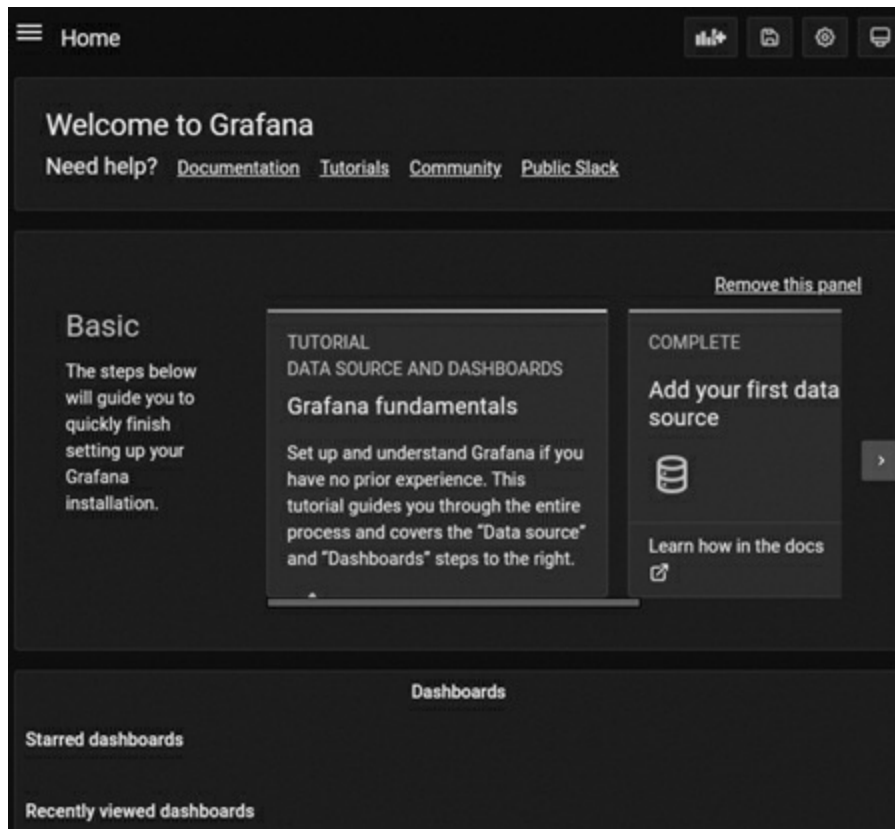 Home
Welcome to Grafana
Need help? Documentation Tutorials Community Public Slack
Remove this panel
Basic
The steps below
will guide you to
quickly finish
setting up your
Grafana
installation.
TUTORIAL
DATA SOURCE AND DASHBOARDS
Grafana fundamentals
Set up and understand Grafana if you
have no prior experience. This
tutorial guides you through the entire
process and covers the “Data source”
and “Dashboards” steps to the right.
COMPLETE
Add your first data
source
Learn how in the docs
Dashboards
Starred dashboards
Recently viewed dashboards